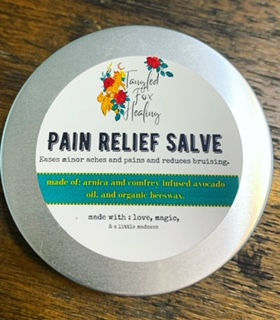 Tangled
Fox
Healing
PAIN RELIEF SALVE
Eases minor aches and pains and reduces bruising.
made of: arnica and comfrey infused avocado
oil, and organic beeswax.
made with : love, magic,
& a little madness